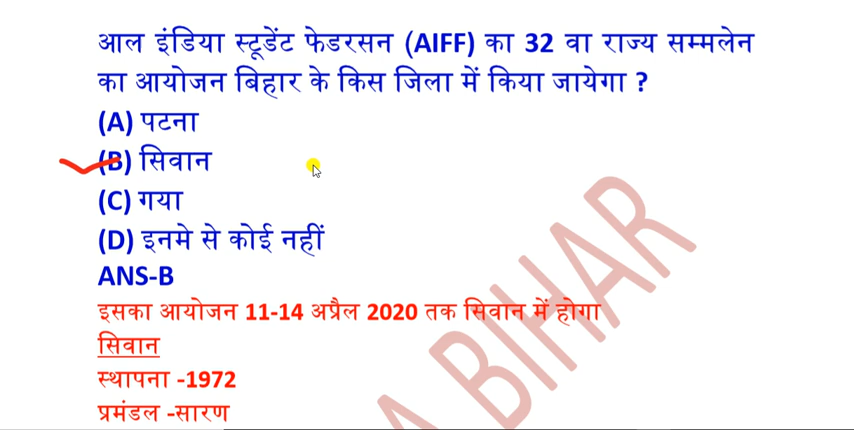 आल इंडिया स्टूडेंट फेडरसन (AIFF) का 32 वा राज्य सम्मलेन
का आयोजन बिहार के किस जिला में किया जायेगा ?
(A) पटना
(B) सिवान
(C) गया
(D) इनमे से कोई नहीं
ANS-B
इसका आयोजन 11-14 अप्रैल 2020 तक सिवान में होगा
सिवान
स्थापना -1972
प्रमंडल -सारण
A BIHAR